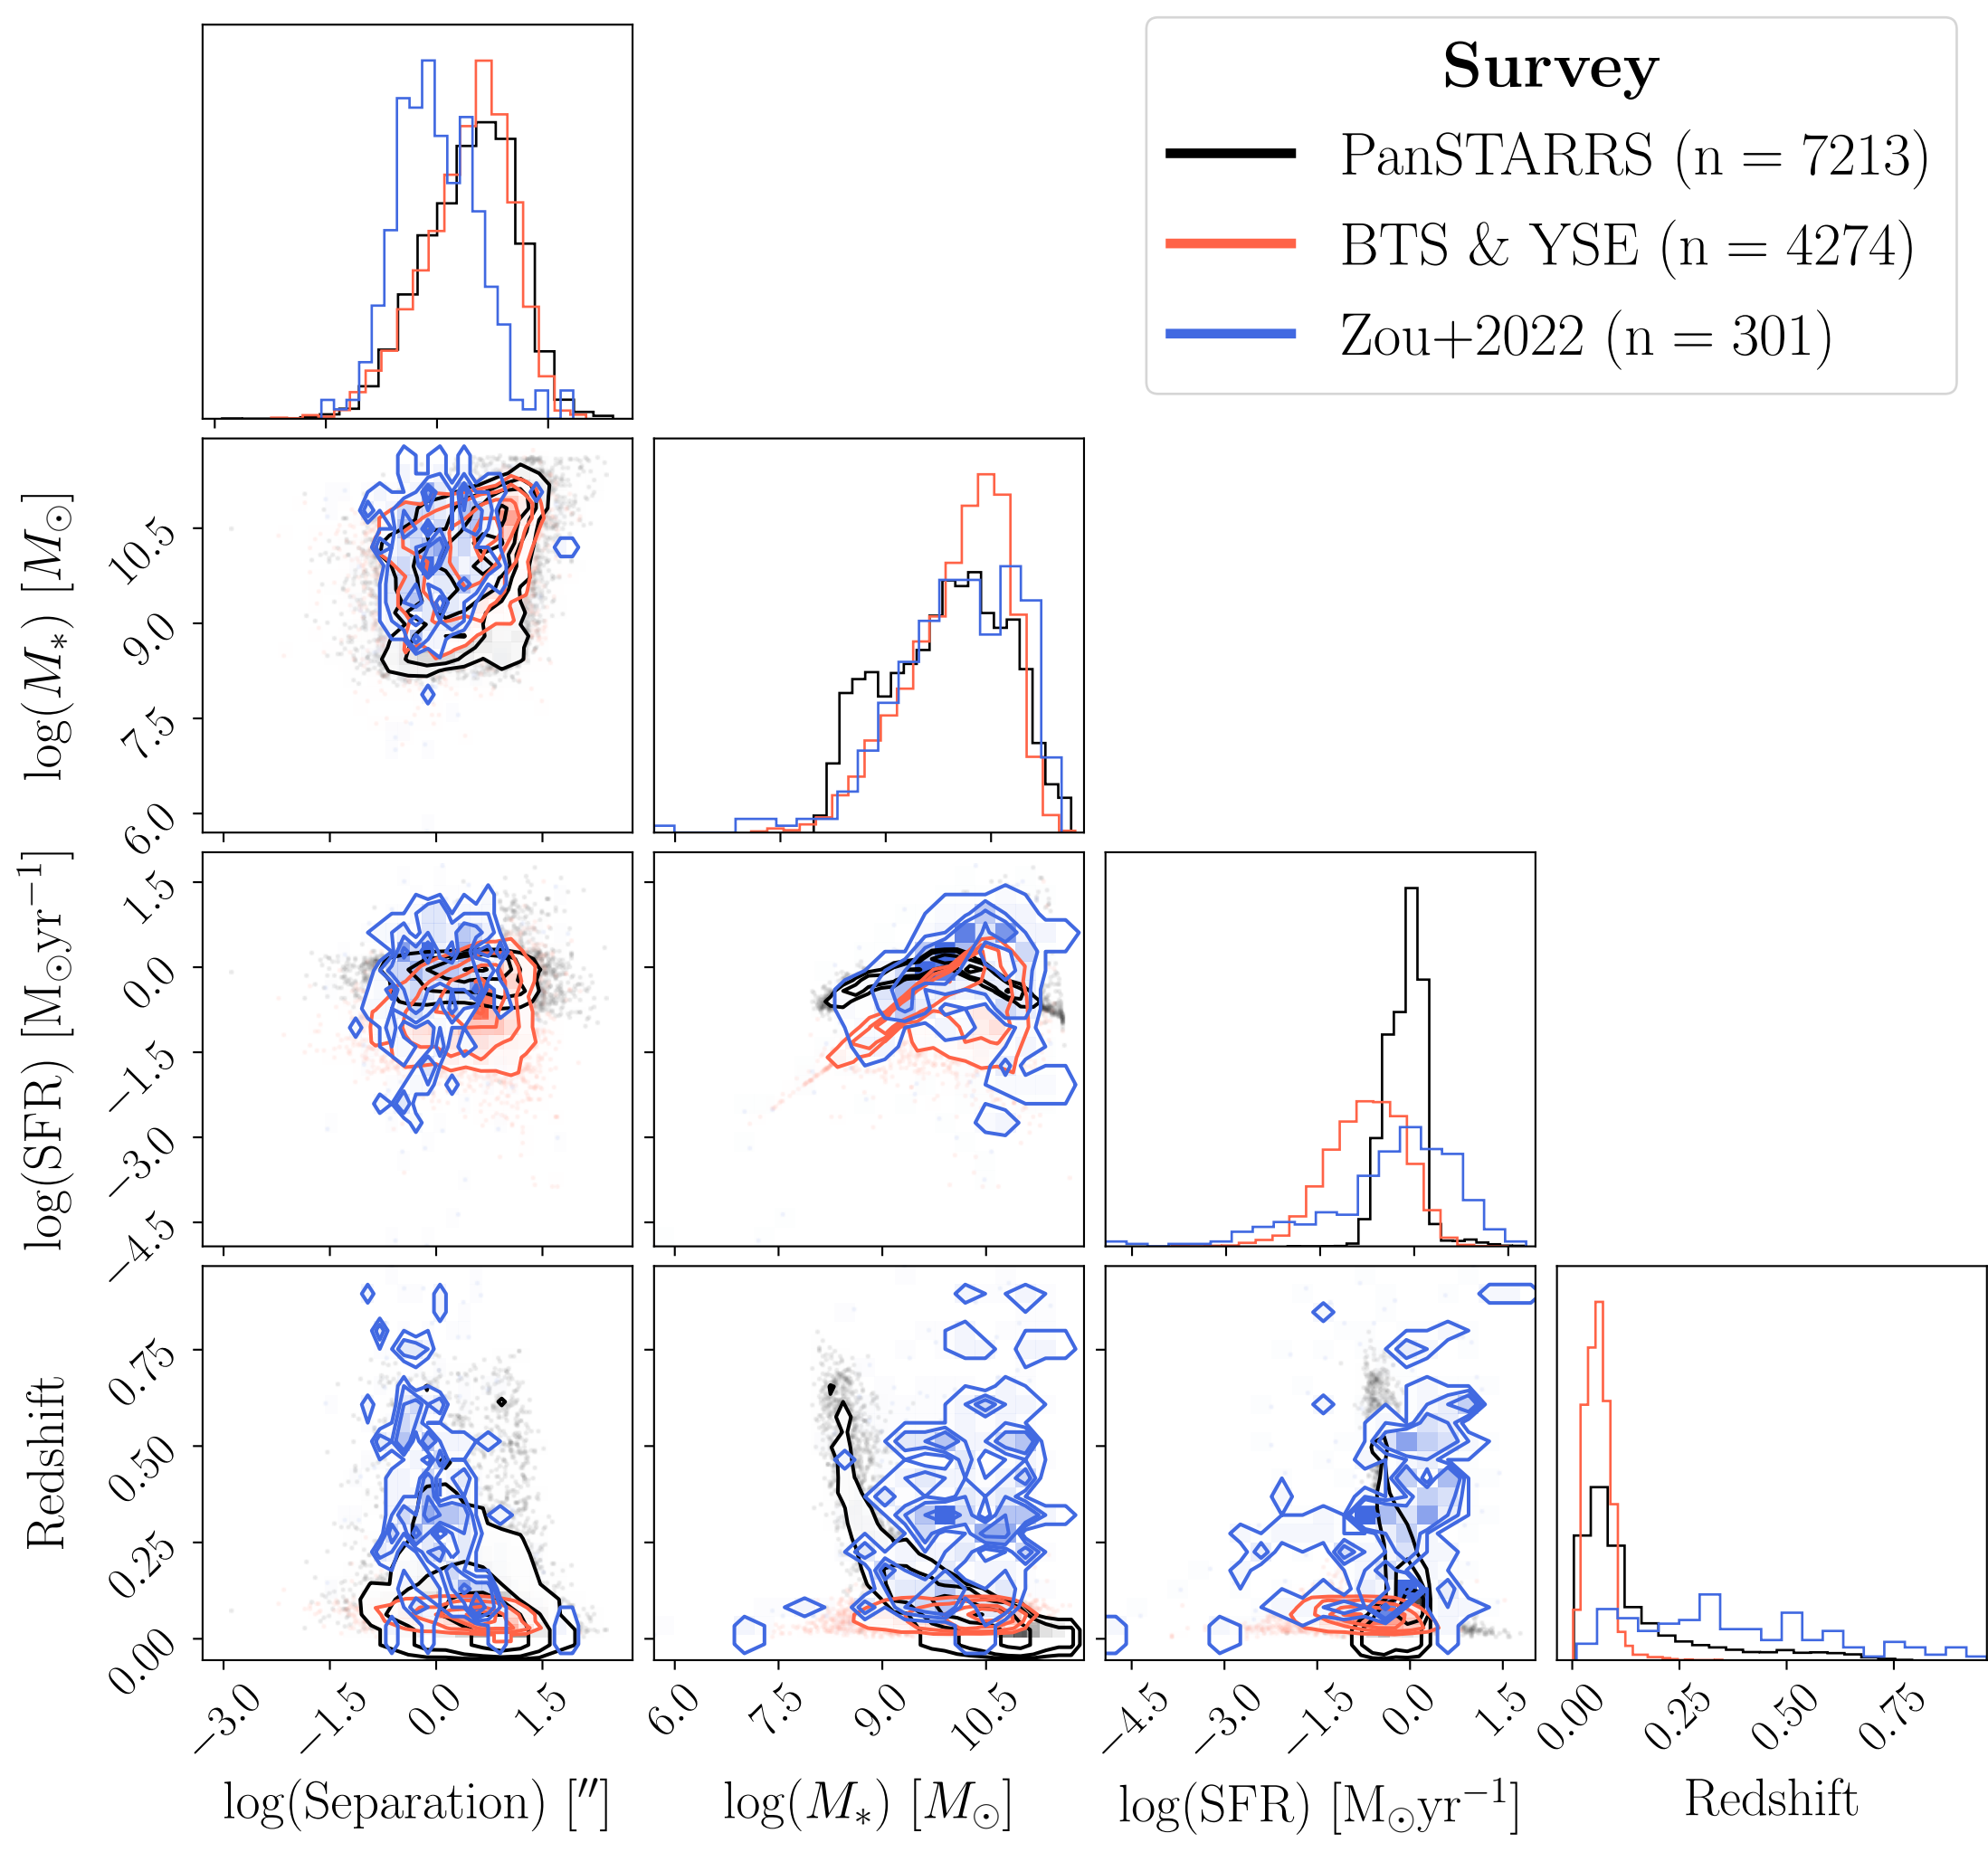 Survey
PanSTARRS (n = 7213)
BTS & YSE (n = 4274)
Zou+2022 (n = 301)
log(M∗) [M⊙]
10.5
9.0
7.5
6.0
log(SFR) [M⊙yr⁻¹]
1.5
0.0
−1.5
−3.0
−4.5
Redshift
0.75
0.50
0.25
0.00
−3.0 −1.5 0.0 1.5 6.0 7.5 9.0 10.5 −4.5 −3.0 −1.5 0.0 1.5 0.00 0.25 0.50 0.75
log(Separation) [″] log(M∗) [M⊙] log(SFR) [M⊙yr⁻¹] Redshift